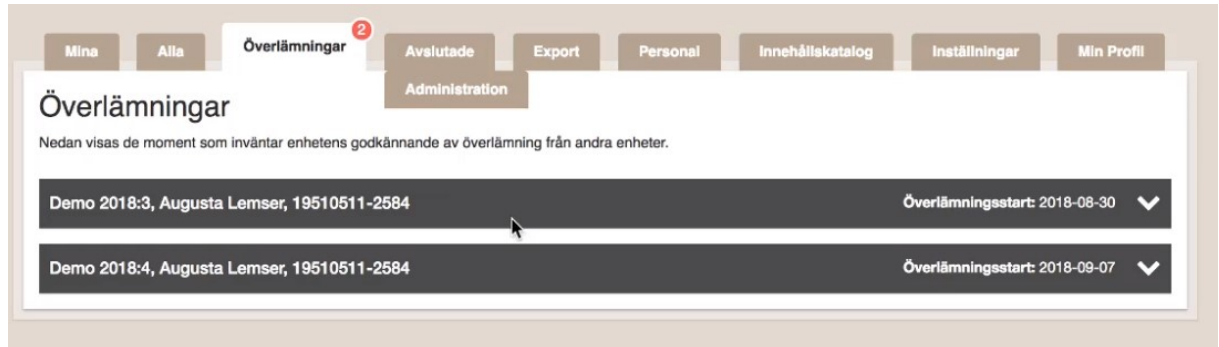 Mina Alla Överlämningar 2 Avslutade Export Personal Innehållskatalog Inställningar Min Profil
Administration
Överlämningar
Nedan visas de moment som inväntar enhetens godkännande av överlämning från andra enheter.
Demo 2018:3, Augusta Lemser, 19510511-2584 Överlämningsstart: 2018-08-30
Demo 2018:4, Augusta Lemser, 19510511-2584 Överlämningsstart: 2018-09-07